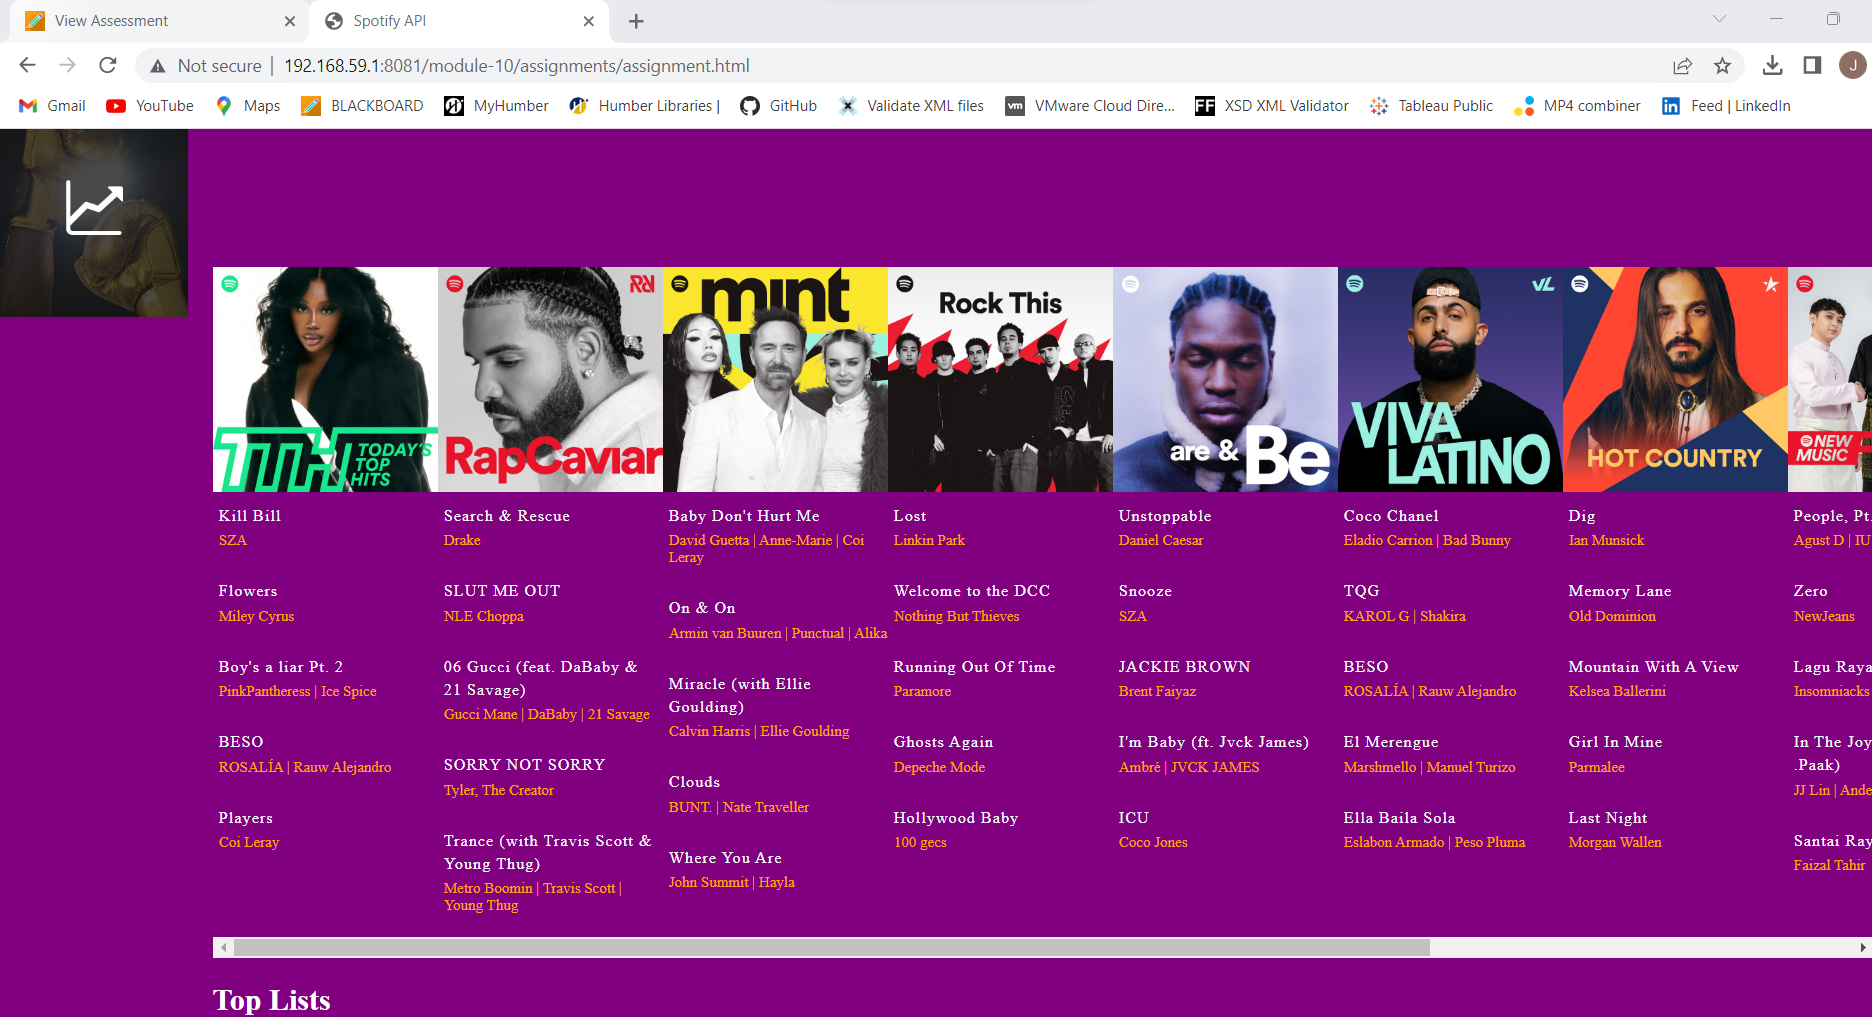 View Assessment
Spotify API
Not secure
192.168.59.1:8081/module-10/assignments/assignment.html
J
Gmail
YouTube
Maps
BLACKBOARD
MyHumber
Humber Libraries |
GitHub
Validate XML files
vm
VMware Cloud Dire...
FF
XSD XML Validator
Tableau Public
MP4 combiner
in
Feed | LinkedIn
TTH
TODAY'S
TOP
HITS
RapCaviar
mint
Rock This
are & Be
VL
VIVA
LATINO
HOT COUNTRY
NEW
MUSIC
Kill Bill
SZA
Flowers
Miley Cyrus
Boy's a liar Pt. 2
PinkPantheress | Ice Spice
BESO
ROSALÍA | Rauw Alejandro
Players
Coi Leray
Search & Rescue
Drake
SLUT ME OUT
NLE Choppa
06 Gucci (feat. DaBaby &
21 Savage)
Gucci Mane | DaBaby | 21 Savage
SORRY NOT SORRY
Tyler, The Creator
Trance (with Travis Scott &
Young Thug)
Metro Boomin | Travis Scott |
Young Thug
Baby Don't Hurt Me
David Guetta | Anne-Marie | Coi
Leray
On & On
Armin van Buuren | Punctual | Alika
Miracle (with Ellie
Goulding)
Calvin Harris | Ellie Goulding
Clouds
BUNT. | Nate Traveller
Where You Are
John Summit | Hayla
Lost
Linkin Park
Welcome to the DCC
Nothing But Thieves
Running Out Of Time
Paramore
Ghosts Again
Depeche Mode
Hollywood Baby
100 gecs
Unstoppable
Daniel Caesar
Snooze
SZA
JACKIE BROWN
Brent Faiyaz
I'm Baby (ft. Jvck James)
Ambré | JVCK JAMES
ICU
Coco Jones
Coco Chanel
Eladio Carrion | Bad Bunny
TQG
KAROL G | Shakira
BESO
ROSALÍA | Rauw Alejandro
El Merengue
Marshmello | Manuel Turizo
Ella Baila Sola
Eslabon Armado | Peso Pluma
Dig
Ian Munsick
Memory Lane
Old Dominion
Mountain With A View
Kelsea Ballerini
Girl In Mine
Parmalee
Last Night
Morgan Wallen
People, Pt.
Agust D | IU
Zero
NewJeans
Lagu Raya
Insomniacks
In The Joy
.Paak)
JJ Lin | Ande
Santai Ray
Faizal Tahir
Top Lists